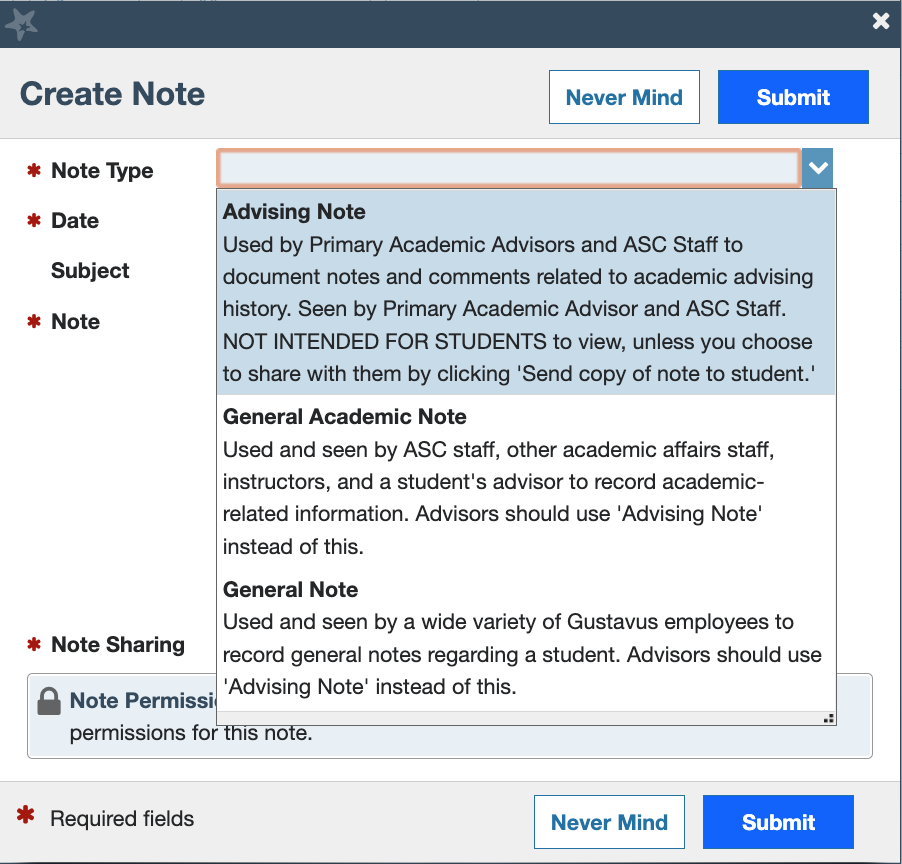 Create Note
Never Mind
Submit
* Note Type
Advising Note
Used by Primary Academic Advisors and ASC Staff to
document notes and comments related to academic advising
history. Seen by Primary Academic Advisor and ASC Staff.
NOT INTENDED FOR STUDENTS to view, unless you choose
to share with them by clicking 'Send copy of note to student.'
General Academic Note
Used and seen by ASC staff, other academic affairs staff,
instructors, and a student's advisor to record academic-
related information. Advisors should use 'Advising Note'
instead of this.
General Note
Used and seen by a wide variety of Gustavus employees to
record general notes regarding a student. Advisors should use
'Advising Note' instead of this.
* Date
Subject
* Note
* Note Sharing
Note Permissi
permissions for this note.
* Required fields
Never Mind
Submit